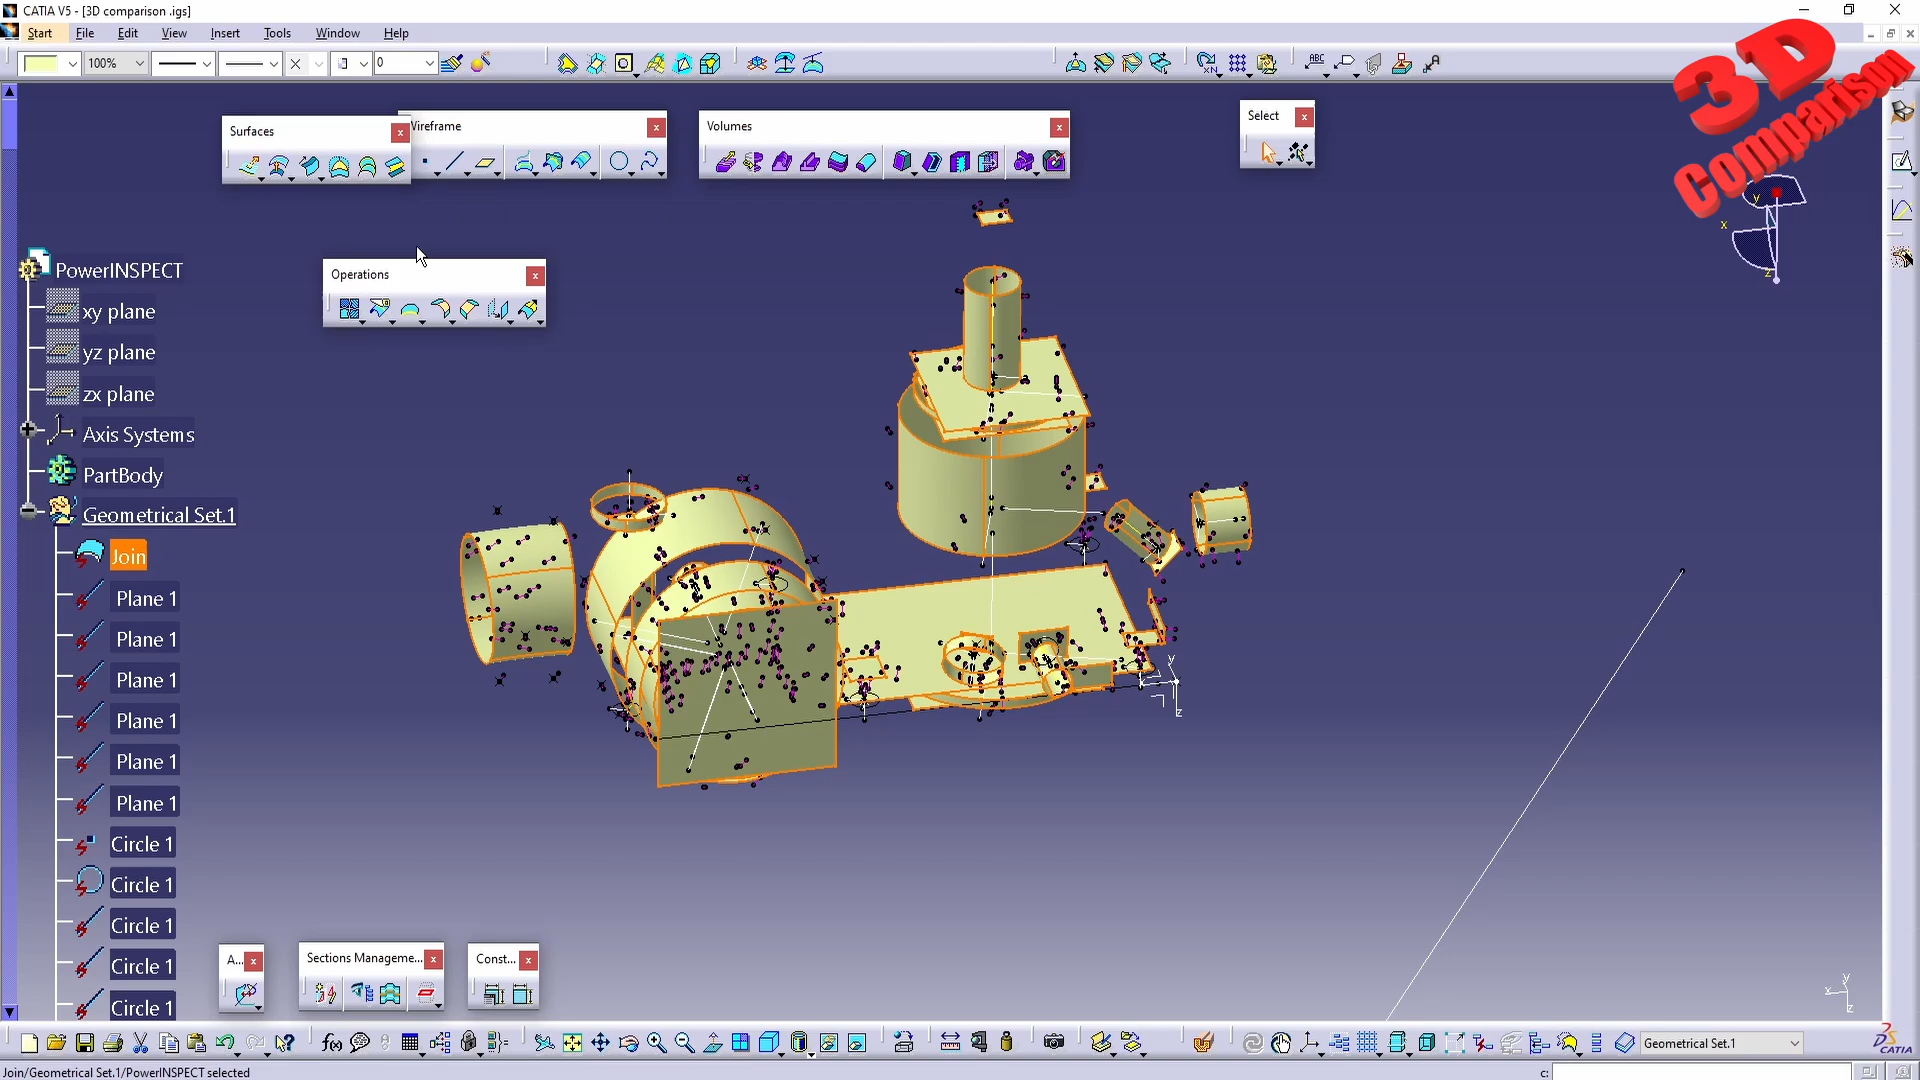 CATIA V5 - [3D comparison .igs]
Start File Edit View Insert Tools Window Help
100%
0
ABC
3D
Comparison
Surfaces
Wireframe
Volumes
Select
Operations
PowerINSPECT
xy plane
yz plane
zx plane
Axis Systems
PartBody
Geometrical Set.1
Join
Plane 1
Plane 1
Plane 1
Plane 1
Plane 1
Plane 1
Circle 1
Circle 1
Circle 1
Circle 1
Circle 1
x
y
z
y
z
x
y
z
A...
Sections Manageme...
Const...
f(x)
Geometrical Set.1
CATIA
Join/Geometrical Set.1/PowerINSPECT selected
c: